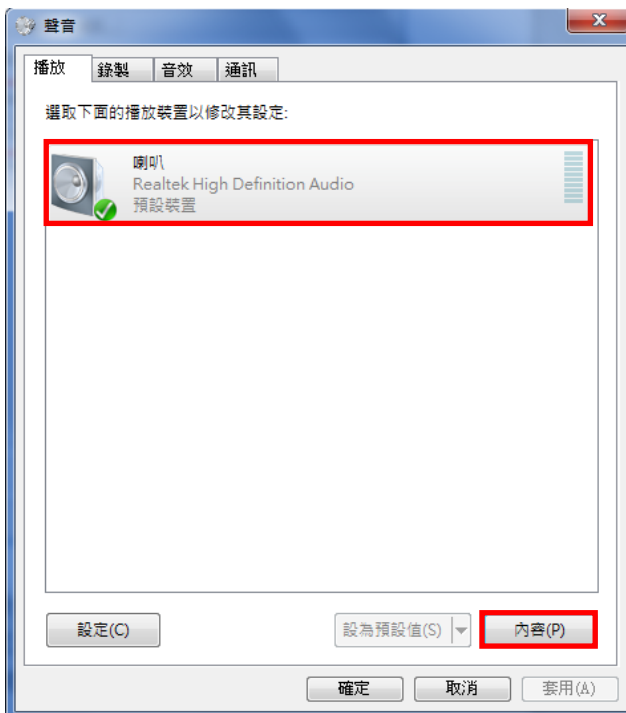 聲音
播放 錄製 音效 通訊
選取下面的播放裝置以修改其設定:
喇叭
Realtek High Definition Audio
預設裝置
設定(C) 設為預設值(S) 內容(P)
確定 取消 套用(A)